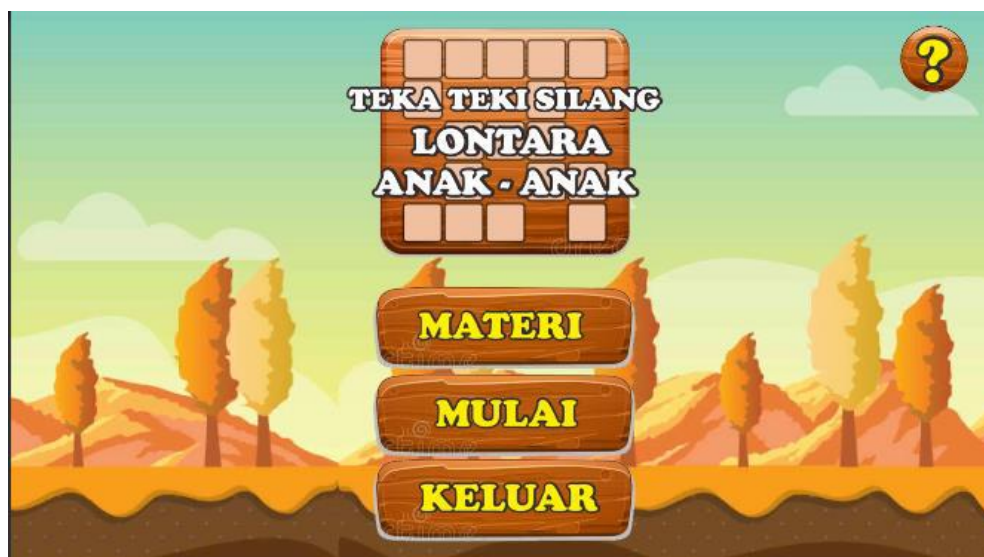 TEKA TEKI SILANG
LONTARA
ANAK - ANAK
?
MATERI
MULAI
KELUAR